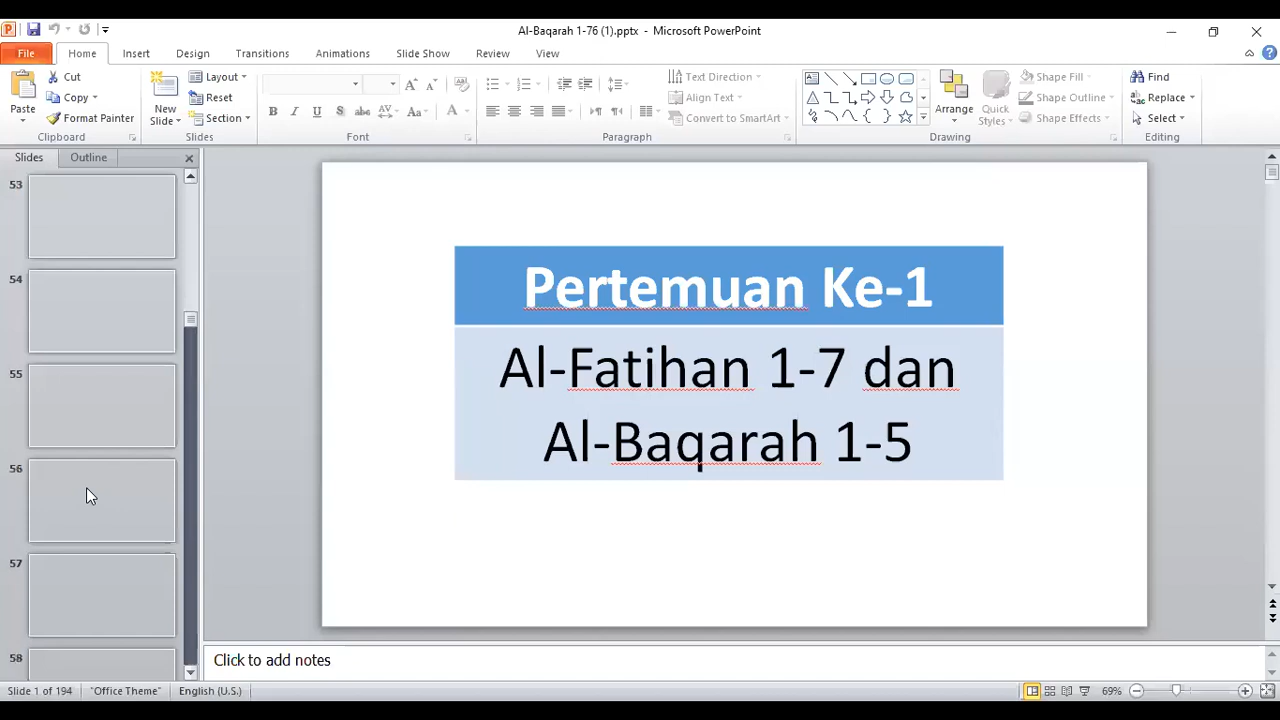 Al-Baqarah 1-76 (1).pptx - Microsoft PowerPoint
File Home Insert Design Transitions Animations Slide Show Review View
Paste
Cut
Copy
Format Painter
Clipboard
New Slide
Layout
Reset
Section
Slides
Font
Text Direction
Align Text
Convert to SmartArt
Paragraph
Arrange
Quick Styles
Shape Fill
Shape Outline
Shape Effects
Drawing
Find
Replace
Select
Editing
Slides Outline
53
54
55
56
57
58
Pertemuan Ke-1
Al-Fatihan 1-7 dan
Al-Baqarah 1-5
Click to add notes
Slide 1 of 194 "Office Theme" English (U.S.) 69%